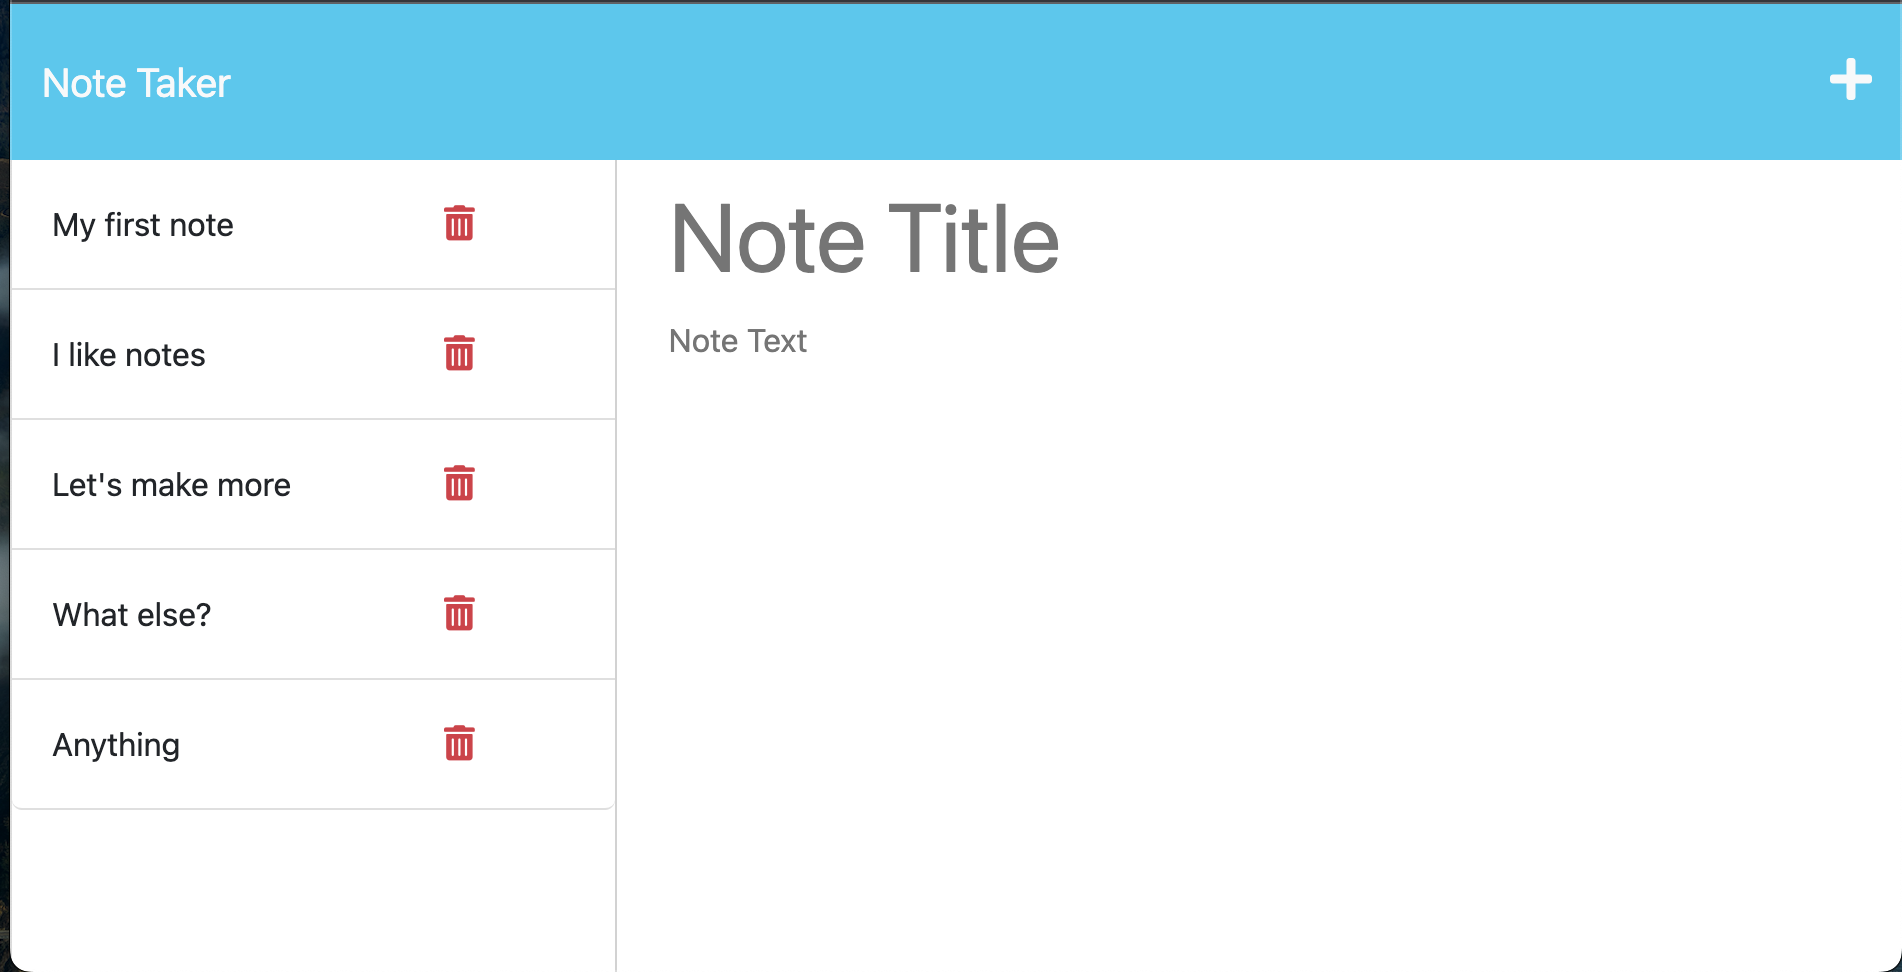 Note Taker
My first note
I like notes
Let's make more
What else?
Anything
Note Title
Note Text